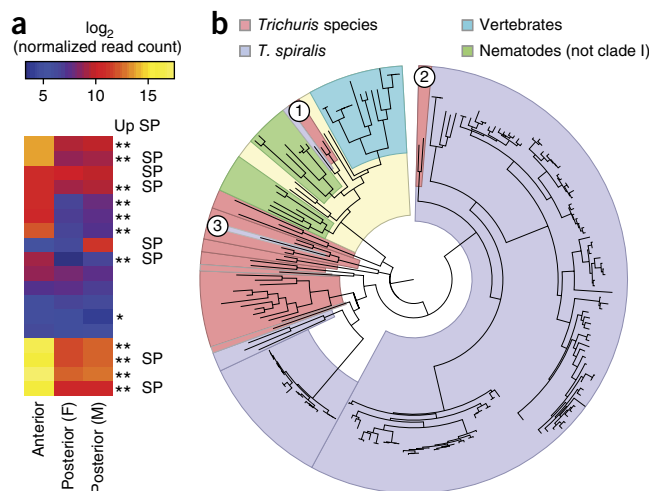 a
log2
(normalized read count)
5 10 15
Up SP
**
** SP
SP
** SP
**
**
**
SP
** SP
*
**
** SP
**
** SP
Anterior
Posterior (F)
Posterior (M)
b
Trichuris species
T. spiralis
Vertebrates
Nematodes (not clade I)
1
2
3